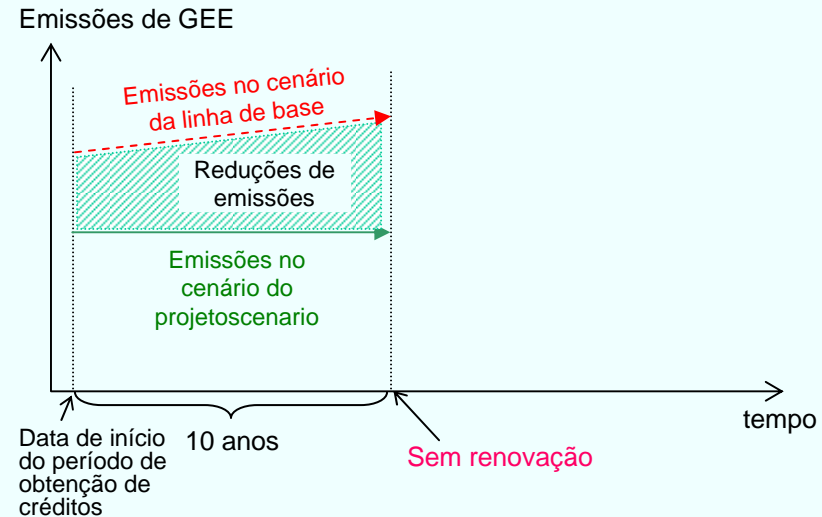 Emissões de GEE
Emissões no cenário
da linha de base
Reduções de
emissões
Emissões no
cenário do
projetoscenario
tempo
Data de início
do período de
obtenção de
créditos
10 anos
Sem renovação